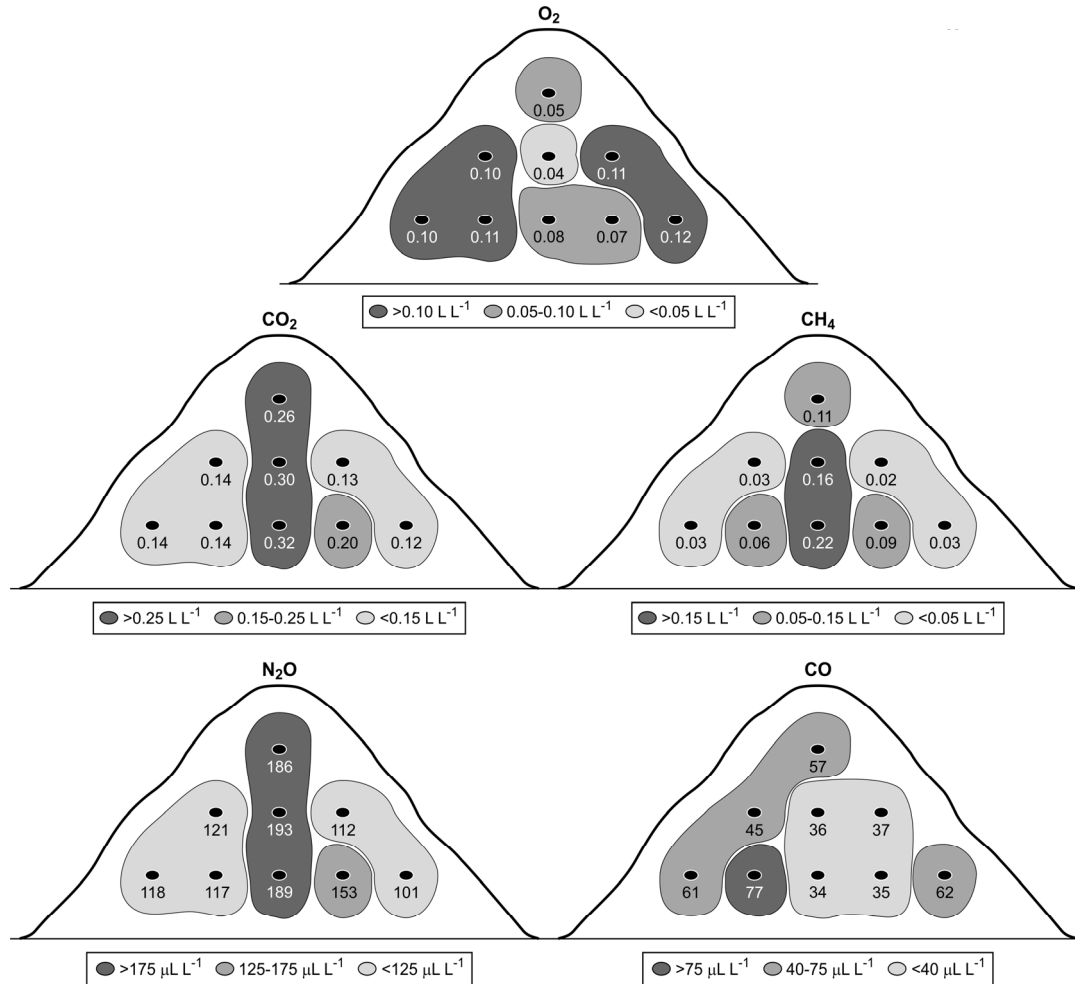 O₂
0.05
0.10 0.04 0.11
0.10 0.11 0.08 0.07 0.12
>0.10 L L⁻¹ 0.05-0.10 L L⁻¹ <0.05 L L⁻¹
CO₂ CH₄
0.26 0.11
0.14 0.30 0.13 0.03 0.16 0.02
0.14 0.14 0.32 0.20 0.12 0.03 0.06 0.22 0.09 0.03
>0.25 L L⁻¹ 0.15-0.25 L L⁻¹ <0.15 L L⁻¹ >0.15 L L⁻¹ 0.05-0.15 L L⁻¹ <0.05 L L⁻¹
N₂O CO
186 57
121 193 112 45 36 37
118 117 189 153 101 61 77 34 35 62
>175 μL L⁻¹ 125-175 μL L⁻¹ <125 μL L⁻¹ >75 μL L⁻¹ 40-75 μL L⁻¹ <40 μL L⁻¹